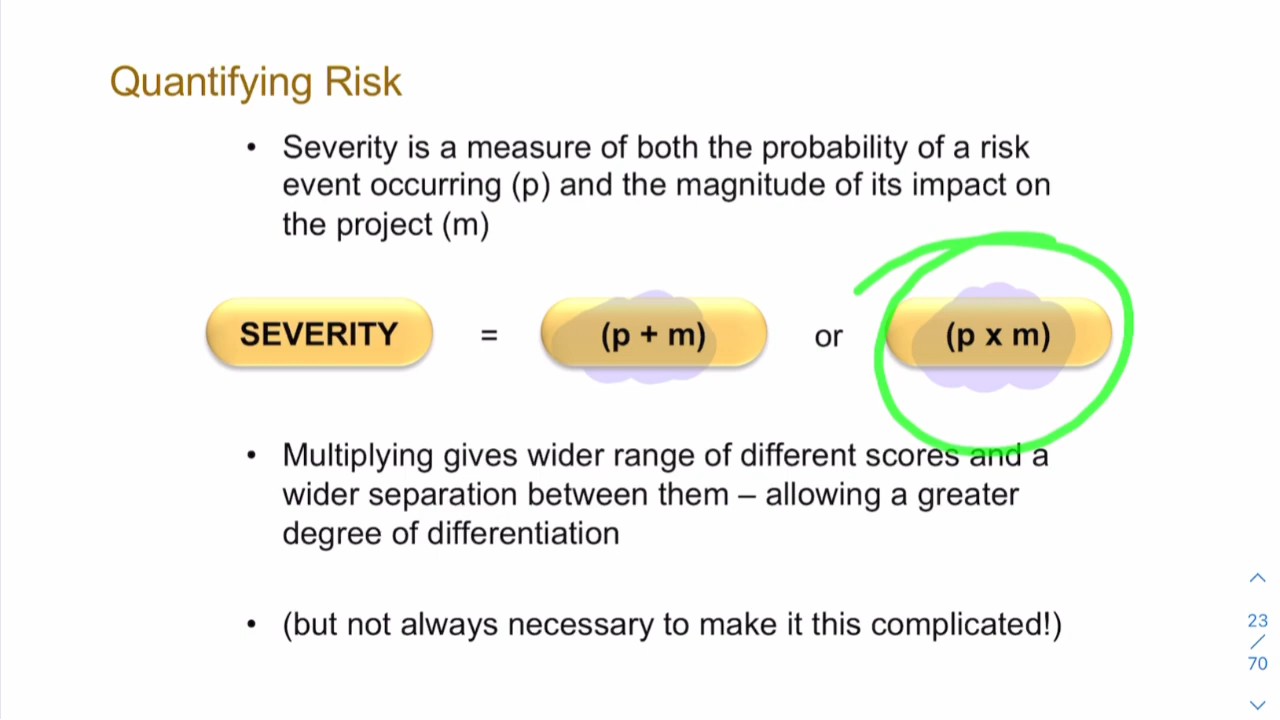 Quantifying Risk
• Severity is a measure of both the probability of a risk
event occurring (p) and the magnitude of its impact on
the project (m)
SEVERITY = (p + m) or (p x m)
• Multiplying gives wider range of different scores and a
wider separation between them – allowing a greater
degree of differentiation
• (but not always necessary to make it this complicated!)
23
/
70